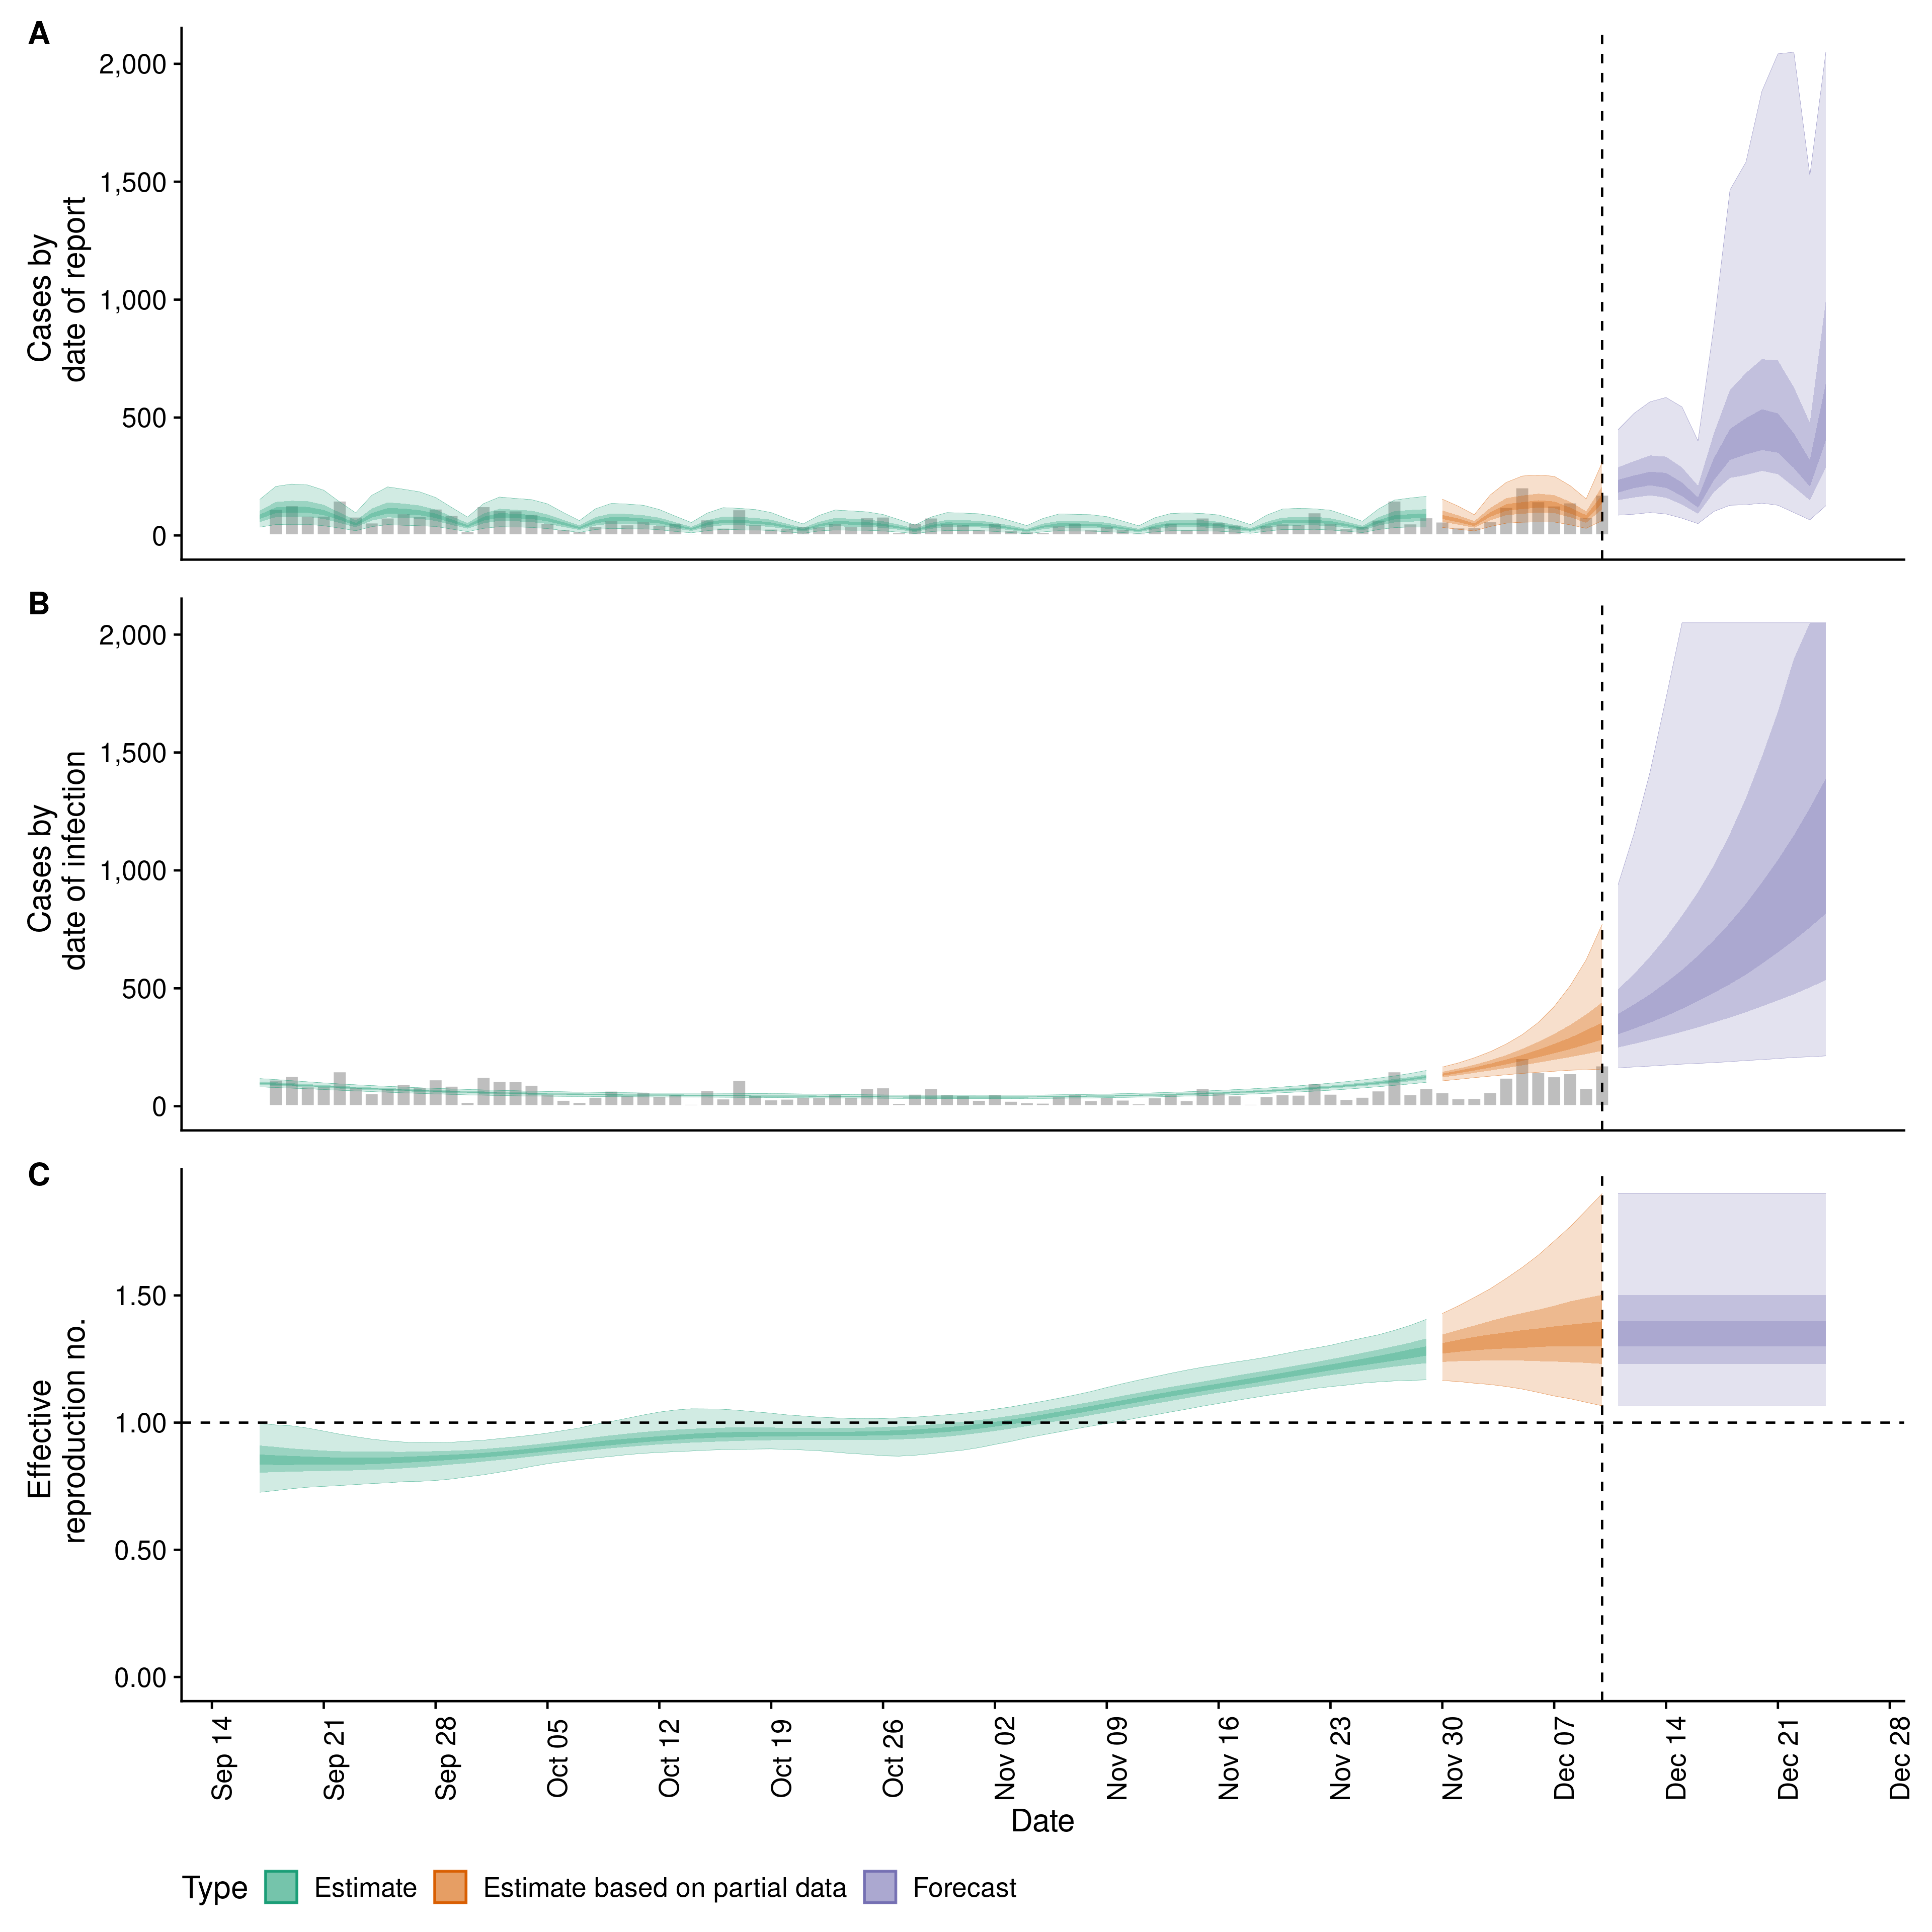 A
2,000
1,500
1,000
500
0
Cases by
date of report
B
2,000
1,500
1,000
500
0
Cases by
date of infection
C
1.50
1.00
0.50
0.00
Effective
reproduction no.
Sep 14
Sep 21
Sep 28
Oct 05
Oct 12
Oct 19
Oct 26
Nov 02
Nov 09
Nov 16
Nov 23
Nov 30
Dec 07
Dec 14
Dec 21
Dec 28
Date
Type Estimate Estimate based on partial data Forecast